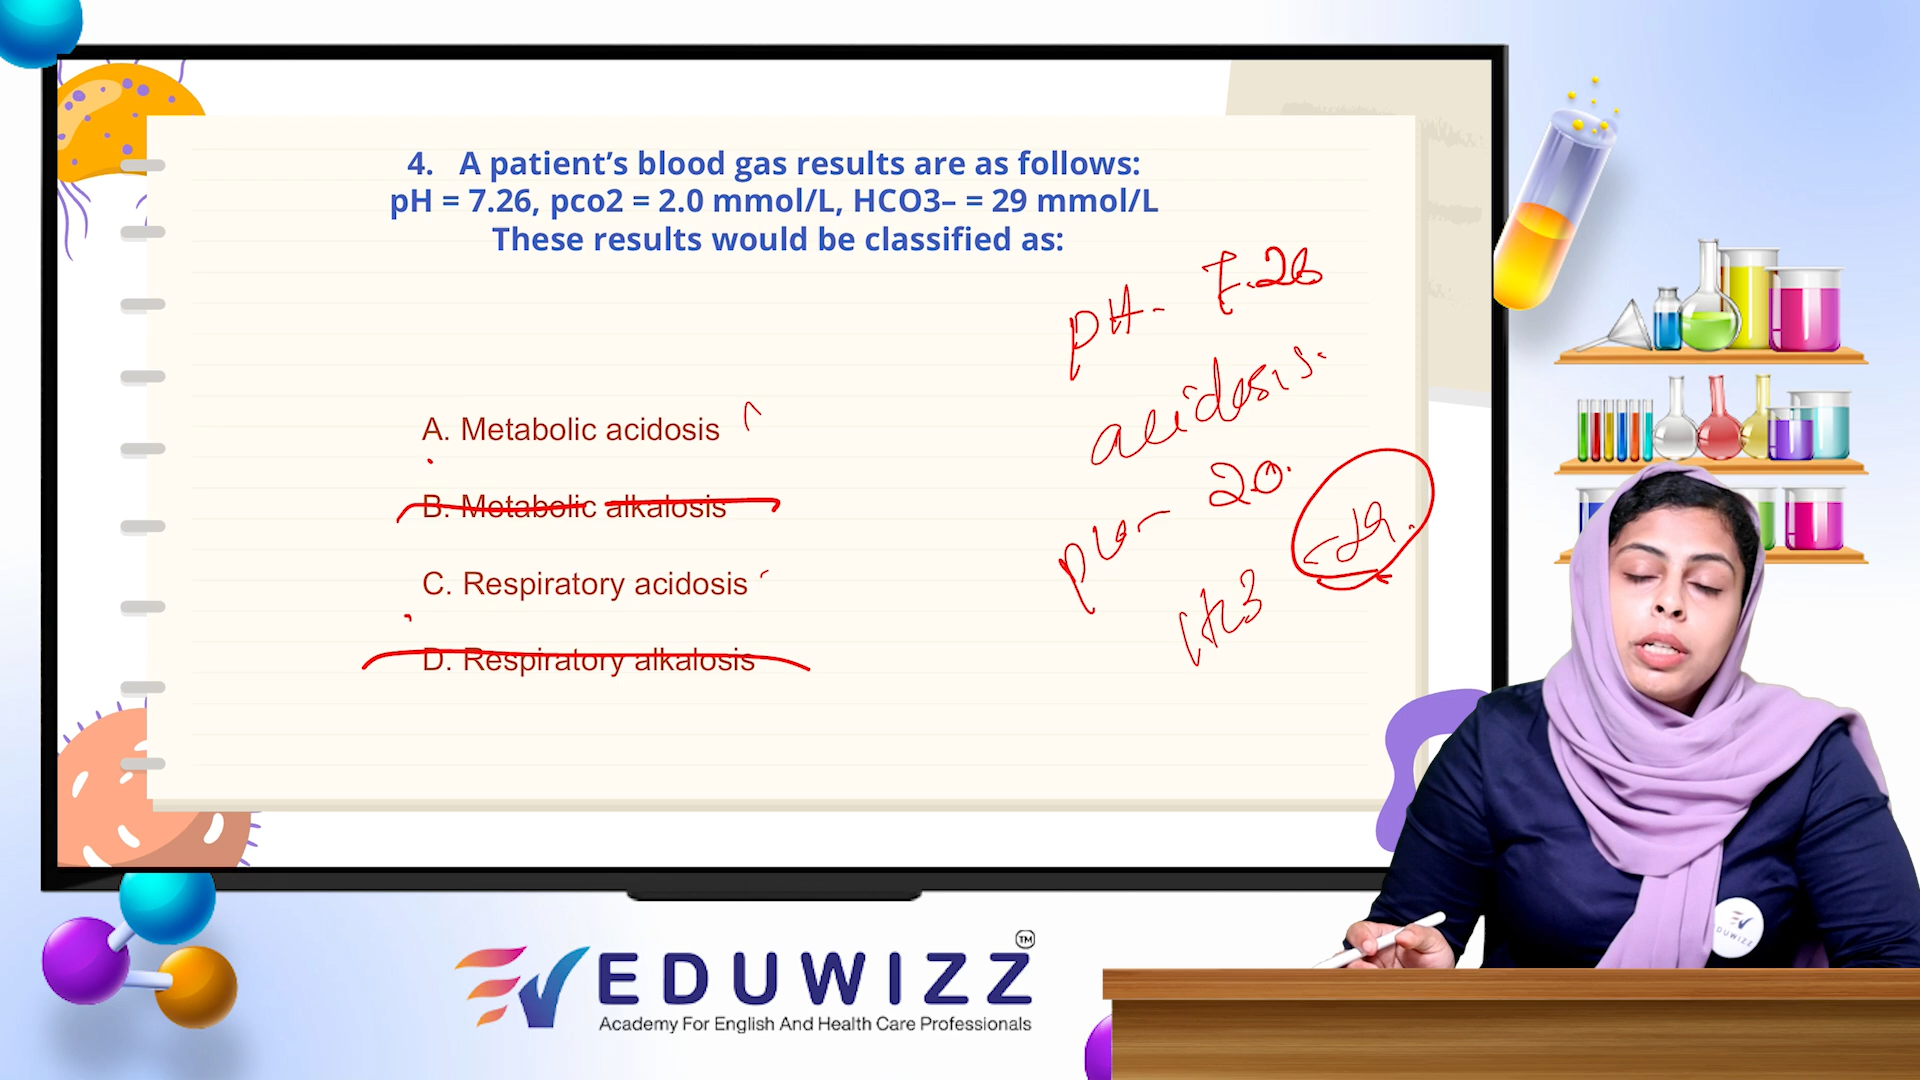 4. A patient’s blood gas results are as follows:
pH = 7.26, pco2 = 2.0 mmol/L, HCO3– = 29 mmol/L
These results would be classified as:
pH - 7.26
acidosis.
A. Metabolic acidosis
B. Metabolic alkalosis
C. Respiratory acidosis
D. Respiratory alkalosis
20.
EDUWIZZ ™
Academy For English And Health Care Professionals
DUWIZZ